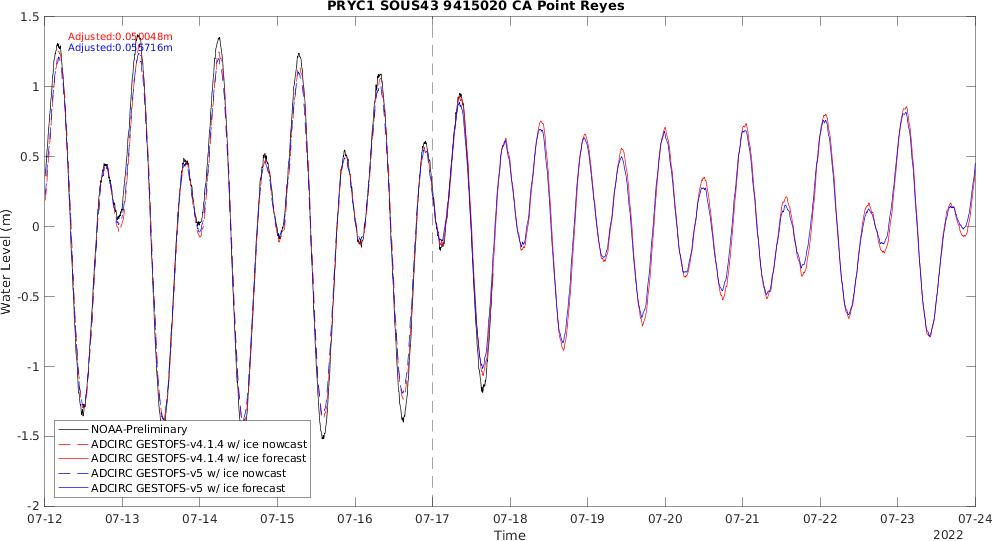 PRYC1 SOUS43 9415020 CA Point Reyes
Adjusted:0.050048m
Adjusted:0.055716m
Water Level (m)
1.5
1
0.5
0
-0.5
-1
-1.5
-2
NOAA-Preliminary
ADCIRC GESTOFS-v4.1.4 w/ ice nowcast
ADCIRC GESTOFS-v4.1.4 w/ ice forecast
ADCIRC GESTOFS-v5 w/ ice nowcast
ADCIRC GESTOFS-v5 w/ ice forecast
07-12 07-13 07-14 07-15 07-16 07-17 07-18 07-19 07-20 07-21 07-22 07-23 07-24
Time
2022